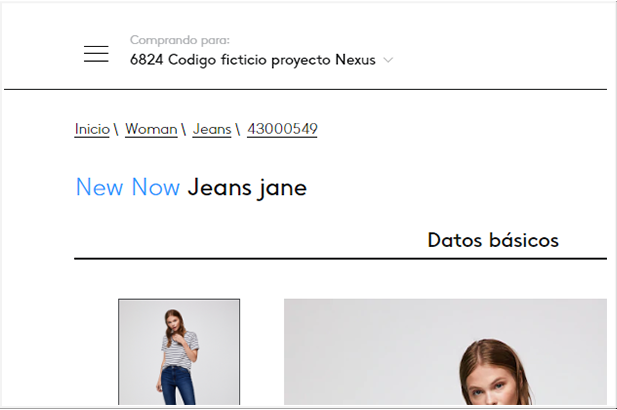 Comprando para:
6824 Codigo ficticio proyecto Nexus
Inicio \ Woman \ Jeans \ 43000549
New Now Jeans jane
Datos básicos